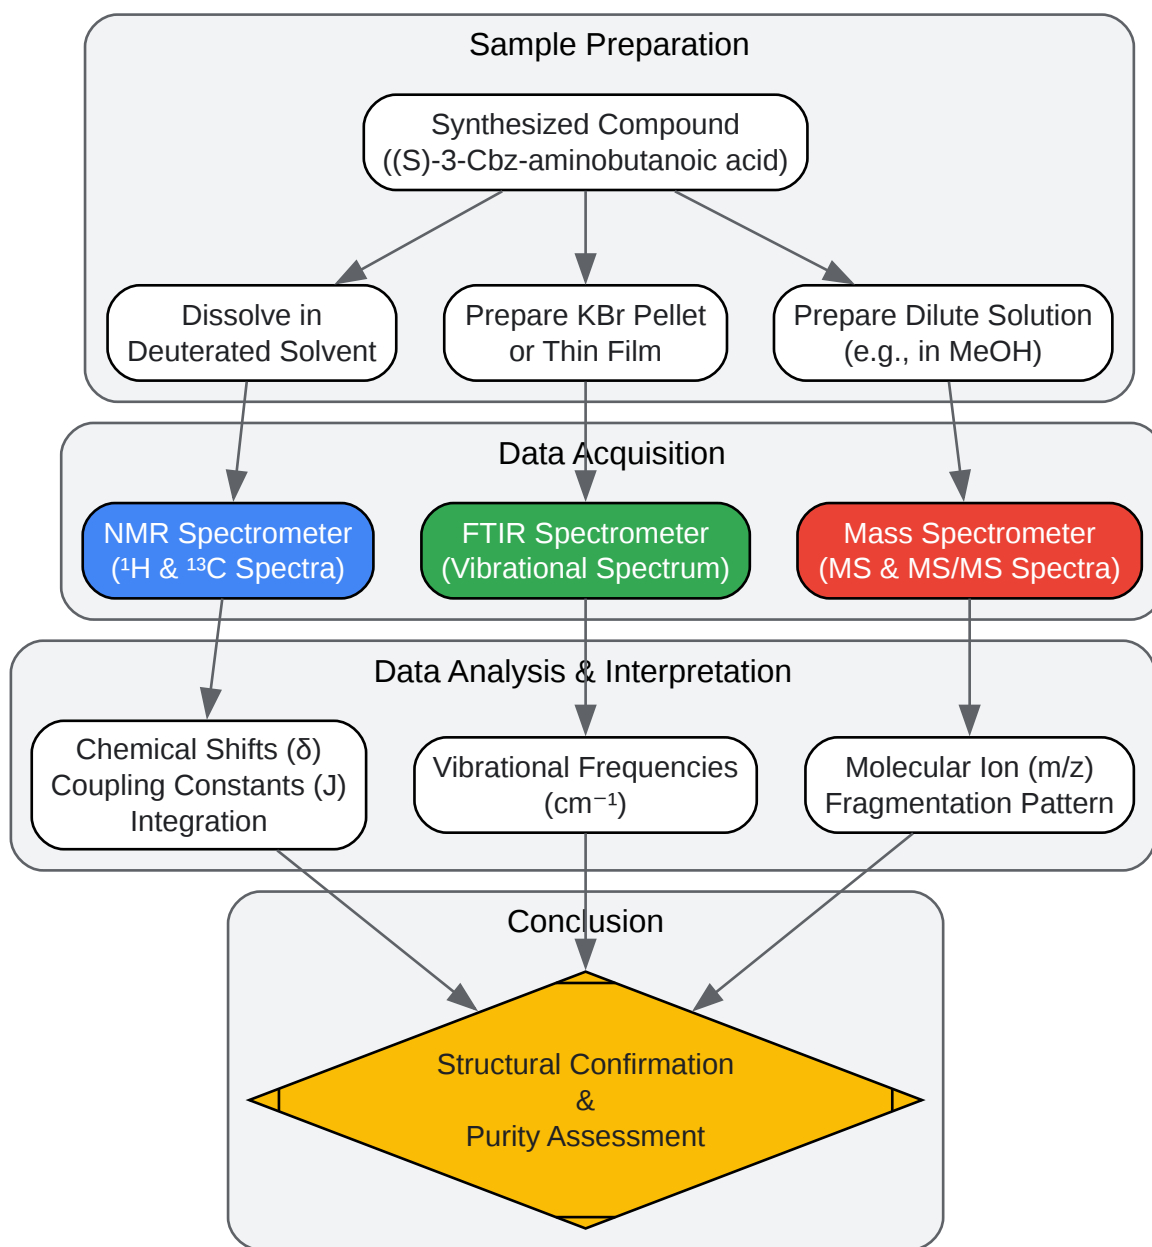 Sample Preparation
Synthesized Compound
((S)-3-Cbz-aminobutanoic acid)
Dissolve in
Deuterated Solvent
Prepare KBr Pellet
or Thin Film
Prepare Dilute Solution
(e.g., in MeOH)
Data Acquisition
NMR Spectrometer
(¹H & ¹³C Spectra)
FTIR Spectrometer
(Vibrational Spectrum)
Mass Spectrometer
(MS & MS/MS Spectra)
Data Analysis & Interpretation
Chemical Shifts (δ)
Coupling Constants (J)
Integration
Vibrational Frequencies
(cm⁻¹)
Molecular Ion (m/z)
Fragmentation Pattern
Conclusion
Structural Confirmation
&
Purity Assessment